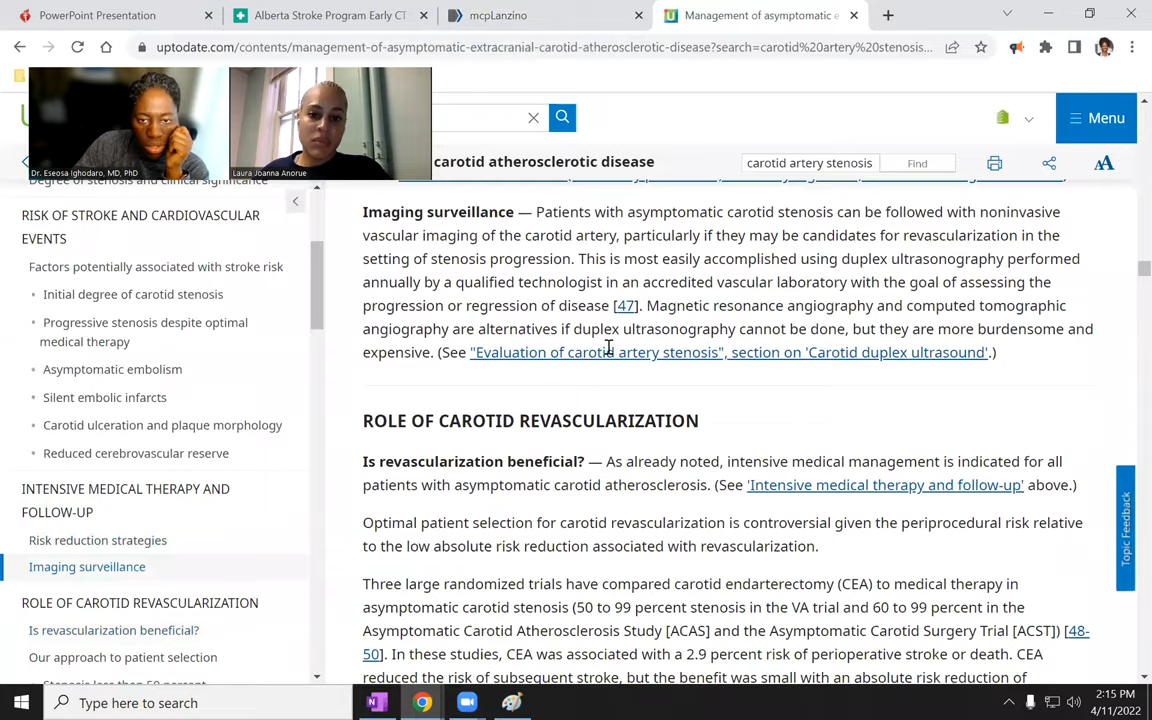 PowerPoint Presentation
Alberta Stroke Program Early CT
mcpLanzino
Management of asymptomatic e
uptodate.com/contents/management-of-asymptomatic-extracranial-carotid-atherosclerotic-disease?search=carotid%20artery%20stenosis...
Menu
Dr. Eseosa Ighodaro, MD, PhD
Laura Joanna Anorue
carotid atherosclerotic disease
carotid artery stenosis
Find
AA
Degree of stenosis and clinical significance
RISK OF STROKE AND CARDIOVASCULAR
EVENTS
Factors potentially associated with stroke risk
• Initial degree of carotid stenosis
• Progressive stenosis despite optimal
medical therapy
• Asymptomatic embolism
• Silent embolic infarcts
• Carotid ulceration and plaque morphology
• Reduced cerebrovascular reserve
INTENSIVE MEDICAL THERAPY AND
FOLLOW-UP
Risk reduction strategies
Imaging surveillance
ROLE OF CAROTID REVASCULARIZATION
Is revascularization beneficial?
Our approach to patient selection
Imaging surveillance — Patients with asymptomatic carotid stenosis can be followed with noninvasive
vascular imaging of the carotid artery, particularly if they may be candidates for revascularization in the
setting of stenosis progression. This is most easily accomplished using duplex ultrasonography performed
annually by a qualified technologist in an accredited vascular laboratory with the goal of assessing the
progression or regression of disease [47]. Magnetic resonance angiography and computed tomographic
angiography are alternatives if duplex ultrasonography cannot be done, but they are more burdensome and
expensive. (See "Evaluation of carotid artery stenosis", section on 'Carotid duplex ultrasound'.)
ROLE OF CAROTID REVASCULARIZATION
Is revascularization beneficial? — As already noted, intensive medical management is indicated for all
patients with asymptomatic carotid atherosclerosis. (See 'Intensive medical therapy and follow-up' above.)
Optimal patient selection for carotid revascularization is controversial given the periprocedural risk relative
to the low absolute risk reduction associated with revascularization.
Three large randomized trials have compared carotid endarterectomy (CEA) to medical therapy in
asymptomatic carotid stenosis (50 to 99 percent stenosis in the VA trial and 60 to 99 percent in the
Asymptomatic Carotid Atherosclerosis Study [ACAS] and the Asymptomatic Carotid Surgery Trial [ACST]) [48-
50]. In these studies, CEA was associated with a 2.9 percent risk of perioperative stroke or death. CEA
reduced the risk of subsequent stroke, but the benefit was small with an absolute risk reduction of
Topic Feedback
Type here to search
2:15 PM
4/11/2022